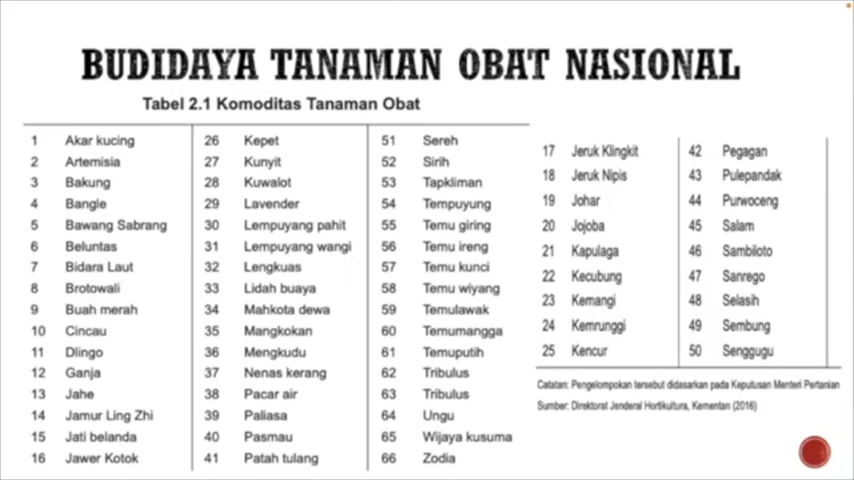 BUDIDAYA TANAMAN OBAT NASIONAL
Tabel 2.1 Komoditas Tanaman Obat
1 Akar kucing 26 Kepet 51 Sereh
2 Artemisia 27 Kunyit 52 Sirih
3 Bakung 28 Kuwalot 53 Tapkliman
4 Bangle 29 Lavender 54 Tempuyung
5 Bawang Sabrang 30 Lempuyang pahit 55 Temu giring
6 Beluntas 31 Lempuyang wangi 56 Temu ireng
7 Bidara Laut 32 Lengkuas 57 Temu kunci
8 Brotowali 33 Lidah buaya 58 Temu wiyang
9 Buah merah 34 Mahkota dewa 59 Temulawak
10 Cincau 35 Mangkokan 60 Temumangga
11 Dlingo 36 Mengkudu 61 Temuputih
12 Ganja 37 Nenas kerang 62 Tribulus
13 Jahe 38 Pacar air 63 Tribulus
14 Jamur Ling Zhi 39 Paliasa 64 Ungu
15 Jati belanda 40 Pasmau 65 Wijaya kusuma
16 Jawer Kotok 41 Patah tulang 66 Zodia
17 Jeruk Klingkit 42 Pegagan
18 Jeruk Nipis 43 Pulepandak
19 Johar 44 Purwoceng
20 Jojoba 45 Salam
21 Kapulaga 46 Sambiloto
22 Kecubung 47 Sanrego
23 Kemangi 48 Selasih
24 Kemrunggi 49 Sembung
25 Kencur 50 Senggugu
Catatan: Pengelompokan tersebut didasarkan pada Keputusan Menteri Pertanian
Sumber: Direktorat Jenderal Hortikultura, Kementan (2016)